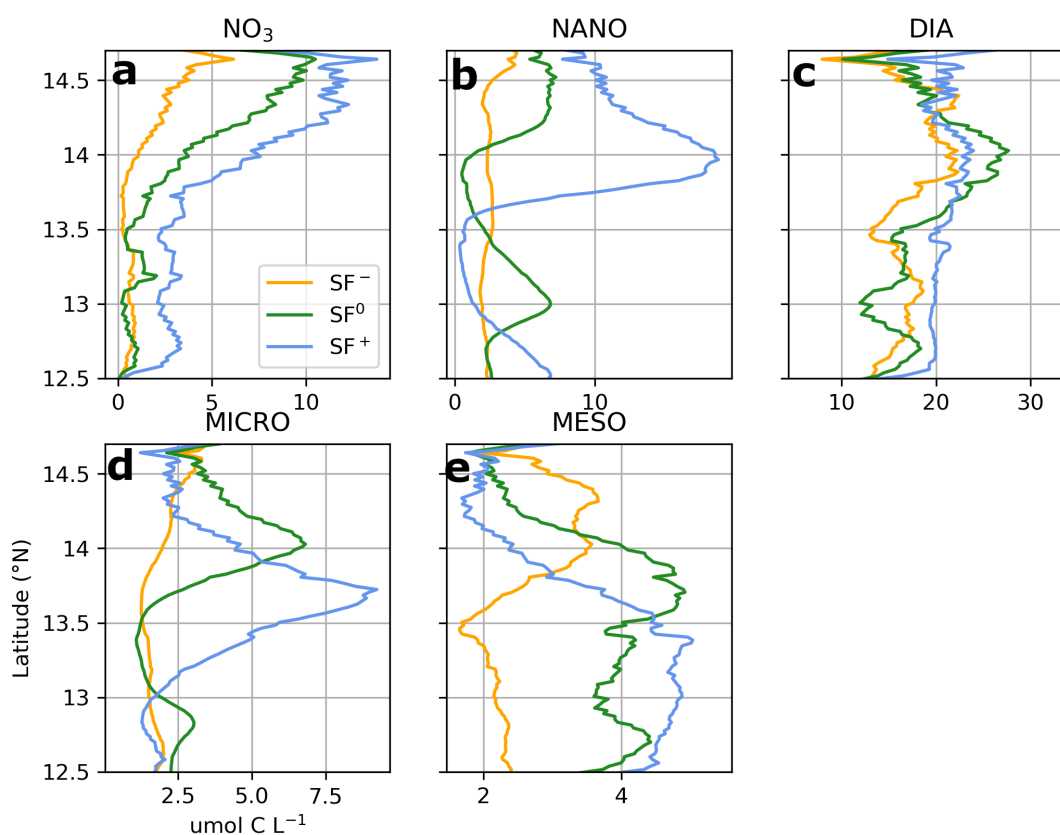 NO₃ NANO DIA
a b c
14.5
14
13.5
13
12.5
SF⁻
SF⁰
SF⁺
0 5 10 0 10 10 20 30
MICRO MESO
d e
14.5
14
13.5
13
12.5
Latitude (°N)
2.5 5.0 7.5 2 4
umol C L⁻¹